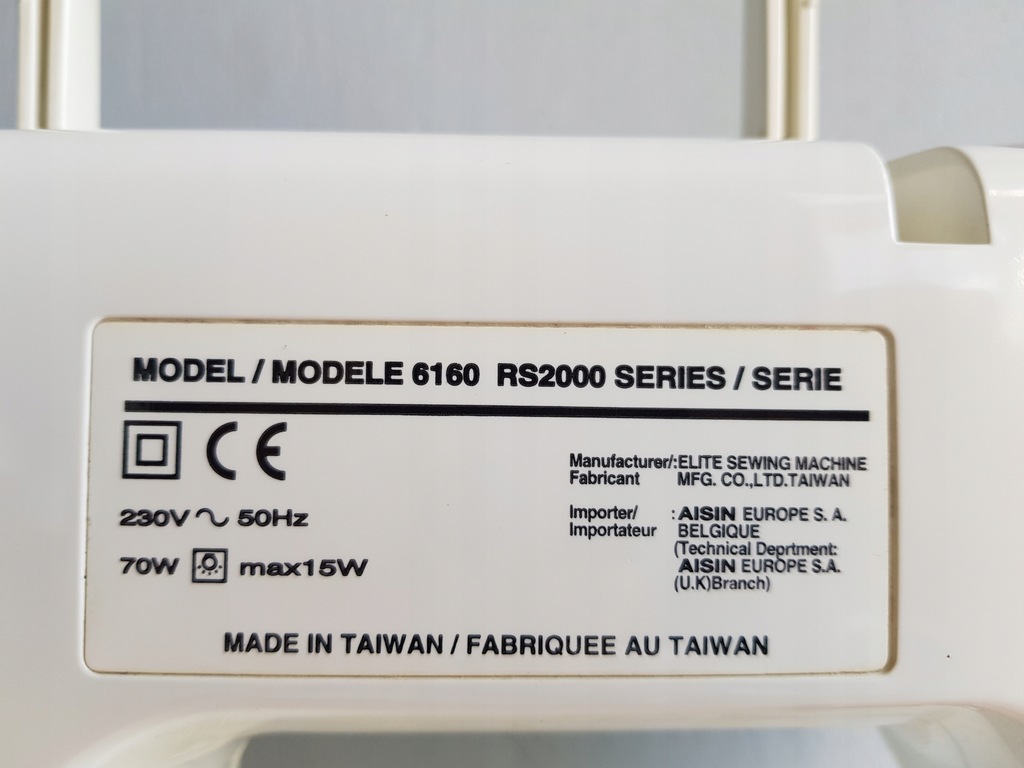 MODEL / MODELE 6160 RS2000 SERIES / SERIE
CE
230V ~ 50Hz
70W max15W
Manufacturer/:ELITE SEWING MACHINE
Fabricant MFG. CO.,LTD.TAIWAN
Importer/ : AISIN EUROPE S. A.
Importateur BELGIQUE
(Technical Deprtment:
AISIN EUROPE S.A.
(U.K)Branch)
MADE IN TAIWAN / FABRIQUEE AU TAIWAN